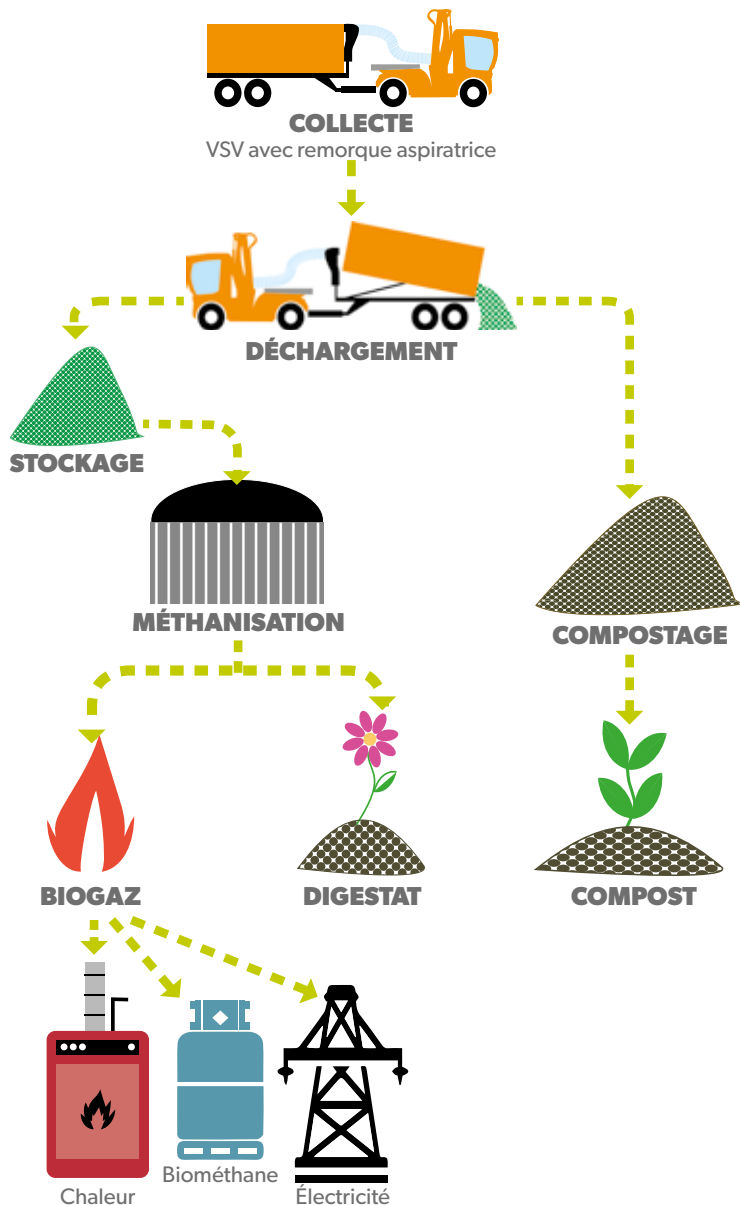 COLLECTE
VSV avec remorque aspiratrice
DÉCHARGEMENT
STOCKAGE
MÉTHANISATION
COMPOSTAGE
BIOGAZ
DIGESTAT
COMPOST
Chaleur
Biométhane
Électricité